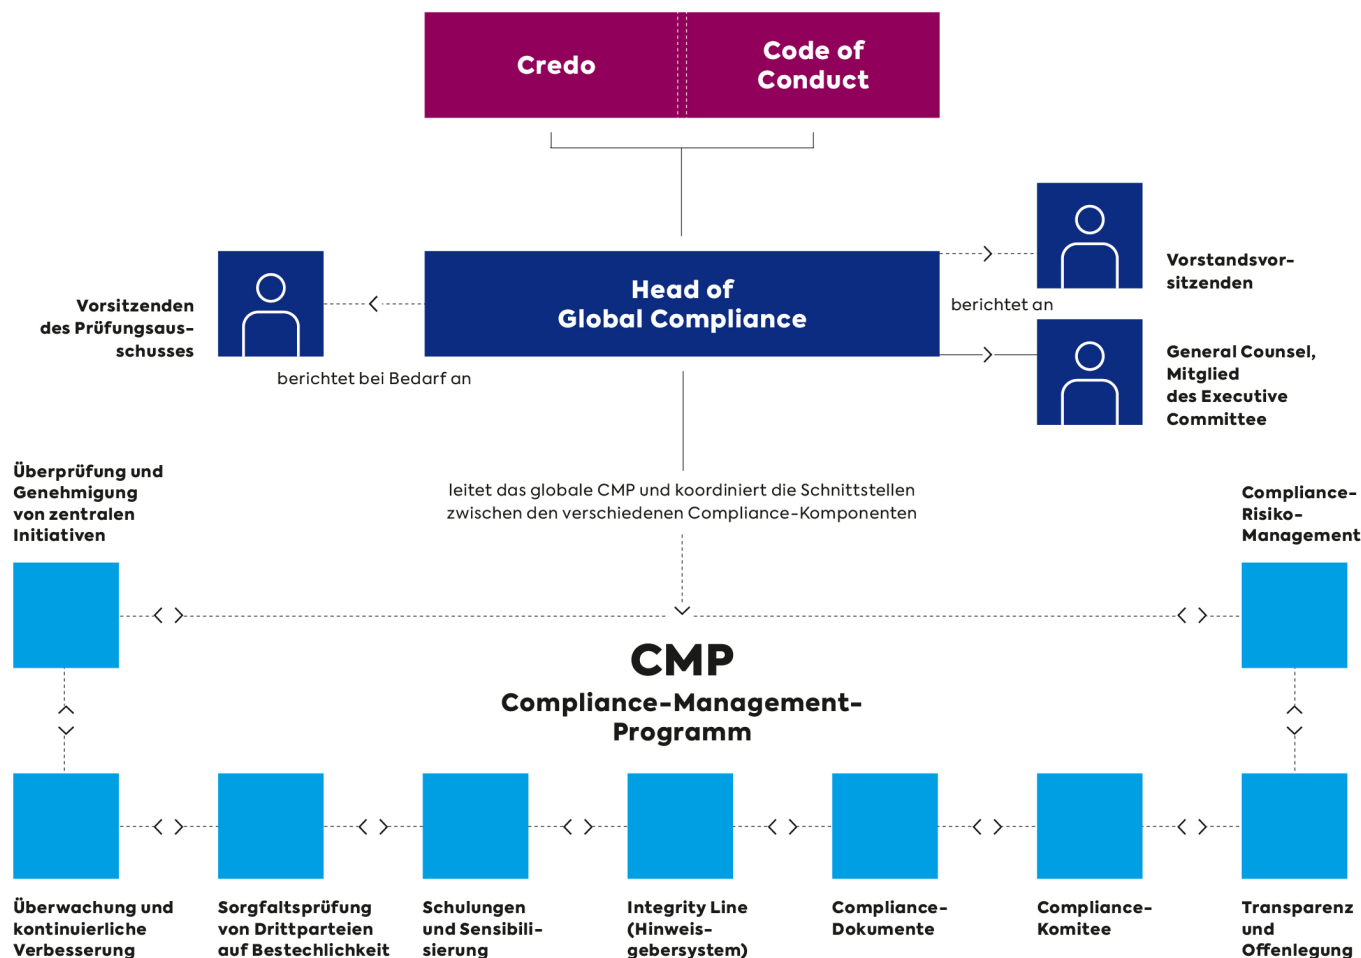 Credo
Code of
Conduct
Vorsitzenden
des Prüfungsaus-
schusses
berichtet bei Bedarf an
Head of
Global Compliance
berichtet an
Vorstandsvor-
sitzenden
General Counsel,
Mitglied
des Executive
Committee
leitet das globale CMP und koordiniert die Schnittstellen
zwischen den verschiedenen Compliance-Komponenten
Überprüfung und
Genehmigung
von zentralen
Initiativen
Compliance-
Risiko-
Management
CMP
Compliance-Management-
Programm
Überwachung und
kontinuierliche
Verbesserung
Sorgfaltsprüfung
von Drittparteien
auf Bestechlichkeit
Schulungen
und Sensibili-
sierung
Integrity Line
(Hinweis-
gebersystem)
Compliance-
Dokumente
Compliance-
Komitee
Transparenz
und
Offenlegung